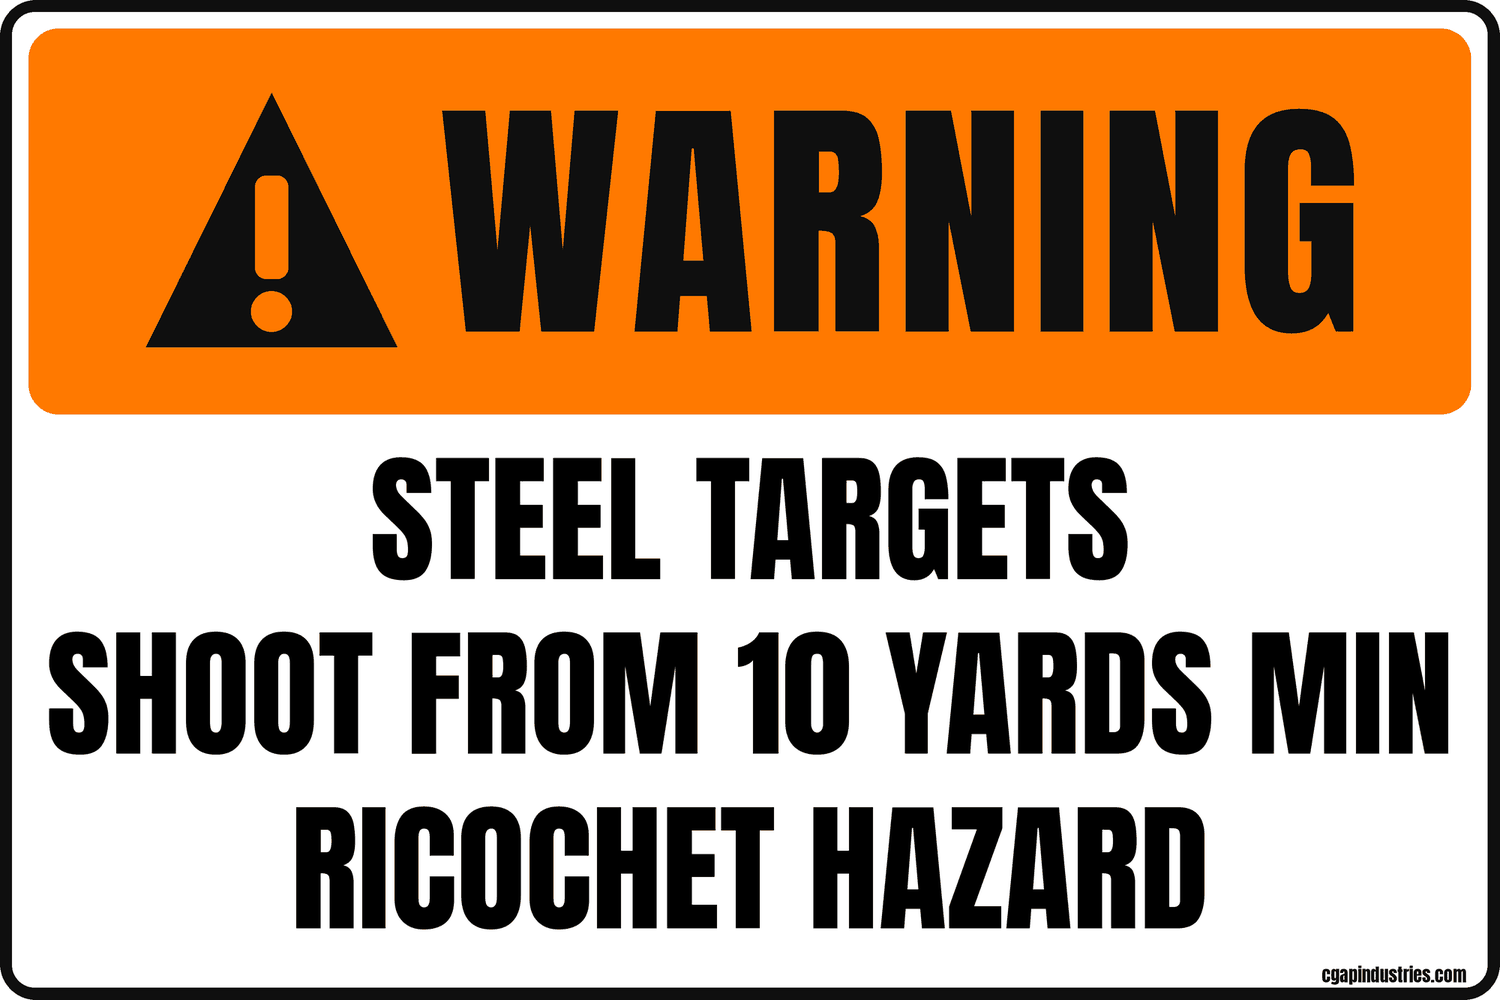 WARNING
STEEL TARGETS
SHOOT FROM 10 YARDS MIN
RICOCHET HAZARD
cgapindustries.com